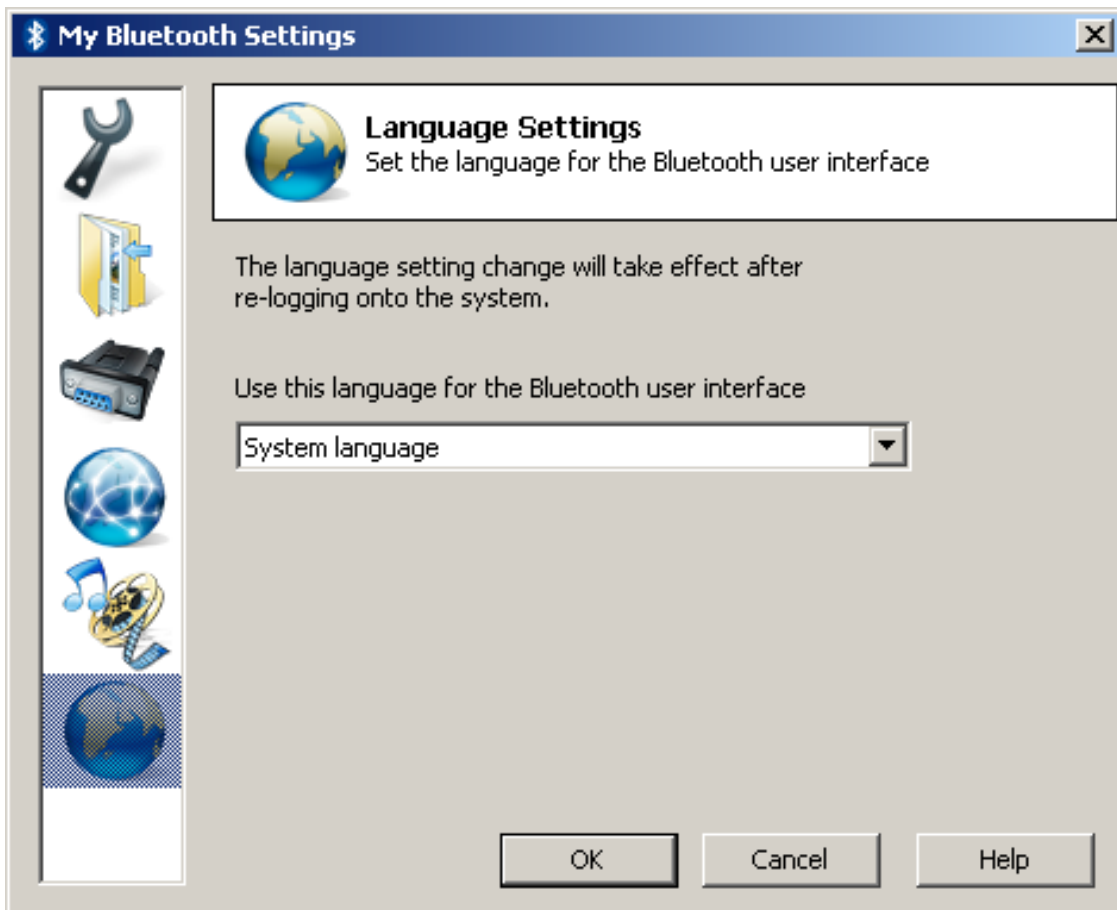 My Bluetooth Settings
Language Settings
Set the language for the Bluetooth user interface
The language setting change will take effect after
re-logging onto the system.
Use this language for the Bluetooth user interface
System language
OK
Cancel
Help